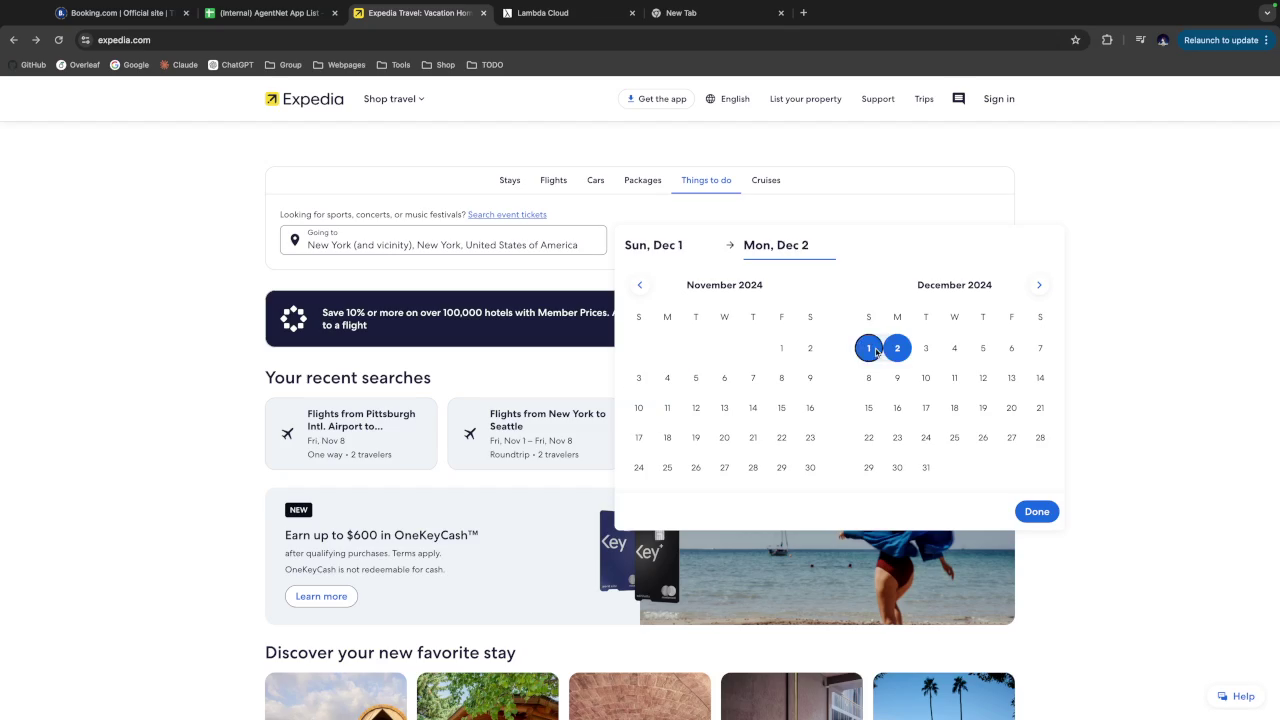 Booking.com | Official site | T
(Internal) AgentNet App List -
Expedia Travel: Vacation Hom
Lambda Cloud
New Tab
expedia.com
Relaunch to update
GitHub
Overleaf
Google
Claude
ChatGPT
Group
Webpages
Tools
Shop
TODO
Expedia
Shop travel
Get the app
English
List your property
Support
Trips
Sign in
Stays
Flights
Cars
Packages
Things to do
Cruises
Looking for sports, concerts, or music festivals? Search event tickets
Going to
New York (and vicinity), New York, United States of America
Sun, Dec 1
Mon, Dec 2
November 2024
S M T W T F S
1 2
3 4 5 6 7 8 9
10 11 12 13 14 15 16
17 18 19 20 21 22 23
24 25 26 27 28 29 30
December 2024
S M T W T F S
1 2 3 4 5 6 7
8 9 10 11 12 13 14
15 16 17 18 19 20 21
22 23 24 25 26 27 28
29 30 31
Done
Save 10% or more on over 100,000 hotels with Member Prices.
to a flight
Your recent searches
Flights from Pittsburgh
Intl. Airport to...
Fri, Nov 8
One way • 2 travelers
Flights from New York to
Seattle
Fri, Nov 1 – Fri, Nov 8
Roundtrip • 2 travelers
NEW
Earn up to $600 in OneKeyCash™
after qualifying purchases. Terms apply.
OneKeyCash is not redeemable for cash.
Learn more
Key
Key+
Discover your new favorite stay
Help